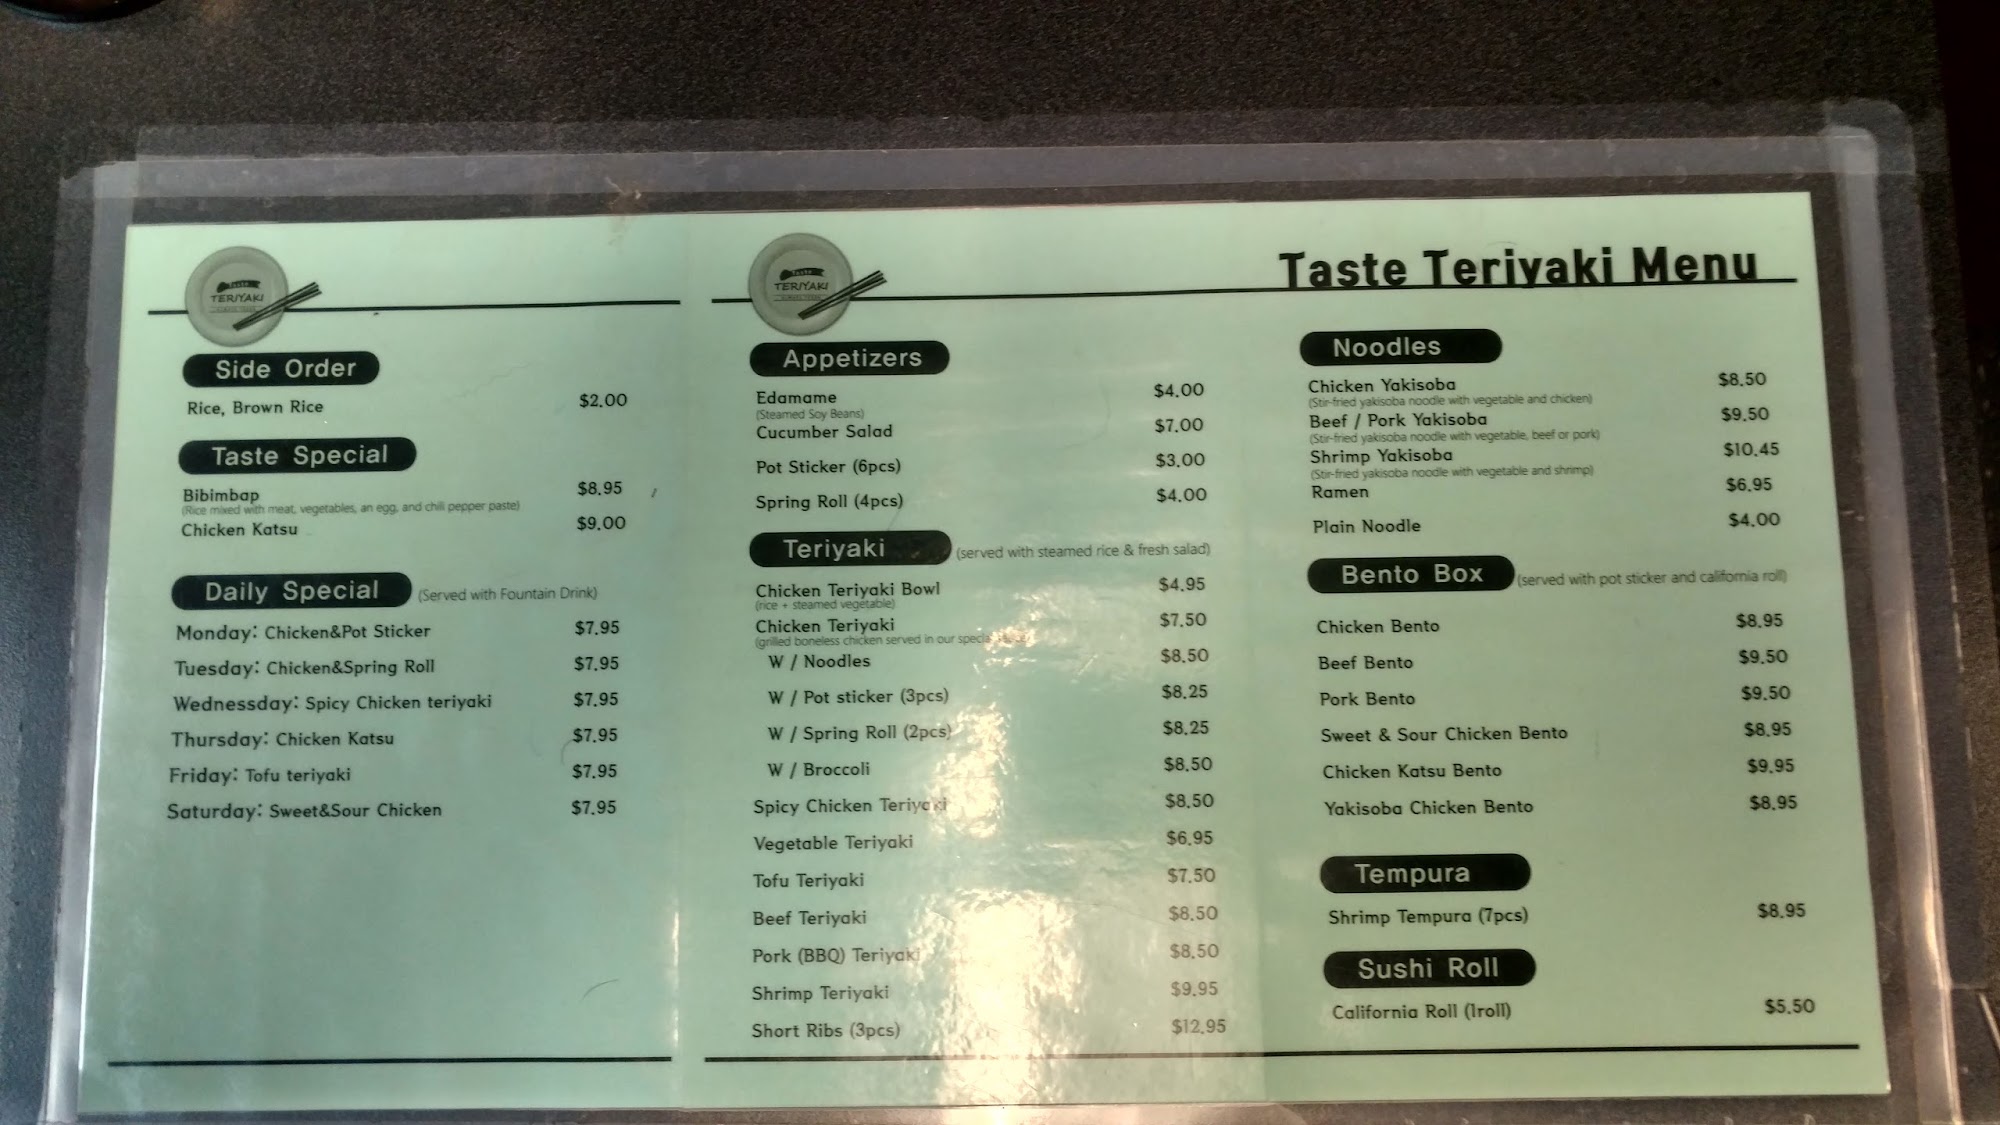 Taste
TERIYAKI
Side Order
Rice, Brown Rice $2.00
Taste Special
Bibimbap $8.95
(Rice mixed with meat, vegetables, an egg, and chili pepper paste)
Chicken Katsu $9.00
Daily Special (Served with Fountain Drink)
Monday: Chicken&Pot Sticker $7.95
Tuesday: Chicken&Spring Roll $7.95
Wednessday: Spicy Chicken teriyaki $7.95
Thursday: Chicken Katsu $7.95
Friday: Tofu teriyaki $7.95
Saturday: Sweet&Sour Chicken $7.95
Taste
TERIYAKI
Taste Teriyaki Menu
Appetizers
Edamame $4.00
(Steamed Soy Beans)
Cucumber Salad $7.00
Pot Sticker (6pcs) $3.00
Spring Roll (4pcs) $4.00
Teriyaki (served with steamed rice & fresh salad)
Chicken Teriyaki Bowl $4.95
(rice + steamed vegetable)
Chicken Teriyaki $7.50
(grilled boneless chicken served in our special
W / Noodles $8.50
W / Pot sticker (3pcs) $8.25
W / Spring Roll (2pcs) $8.25
W / Broccoli $8.50
Spicy Chicken Teriyaki $8.50
Vegetable Teriyaki $6.95
Tofu Teriyaki $7.50
Beef Teriyaki $8.50
Pork (BBQ) Teriyaki $8.50
Shrimp Teriyaki $9.95
Short Ribs (3pcs) $12.95
Noodles
Chicken Yakisoba $8.50
(Stir-fried yakisoba noodle with vegetable and chicken)
Beef / Pork Yakisoba $9.50
(Stir-fried yakisoba noodle with vegetable, beef or pork)
Shrimp Yakisoba $10.45
(Stir-fried yakisoba noodle with vegetable and shrimp)
Ramen $6.95
Plain Noodle $4.00
Bento Box (served with pot sticker and california roll)
Chicken Bento $8.95
Beef Bento $9.50
Pork Bento $9.50
Sweet & Sour Chicken Bento $8.95
Chicken Katsu Bento $9.95
Yakisoba Chicken Bento $8.95
Tempura
Shrimp Tempura (7pcs) $8.95
Sushi Roll
California Roll (1roll) $5.50